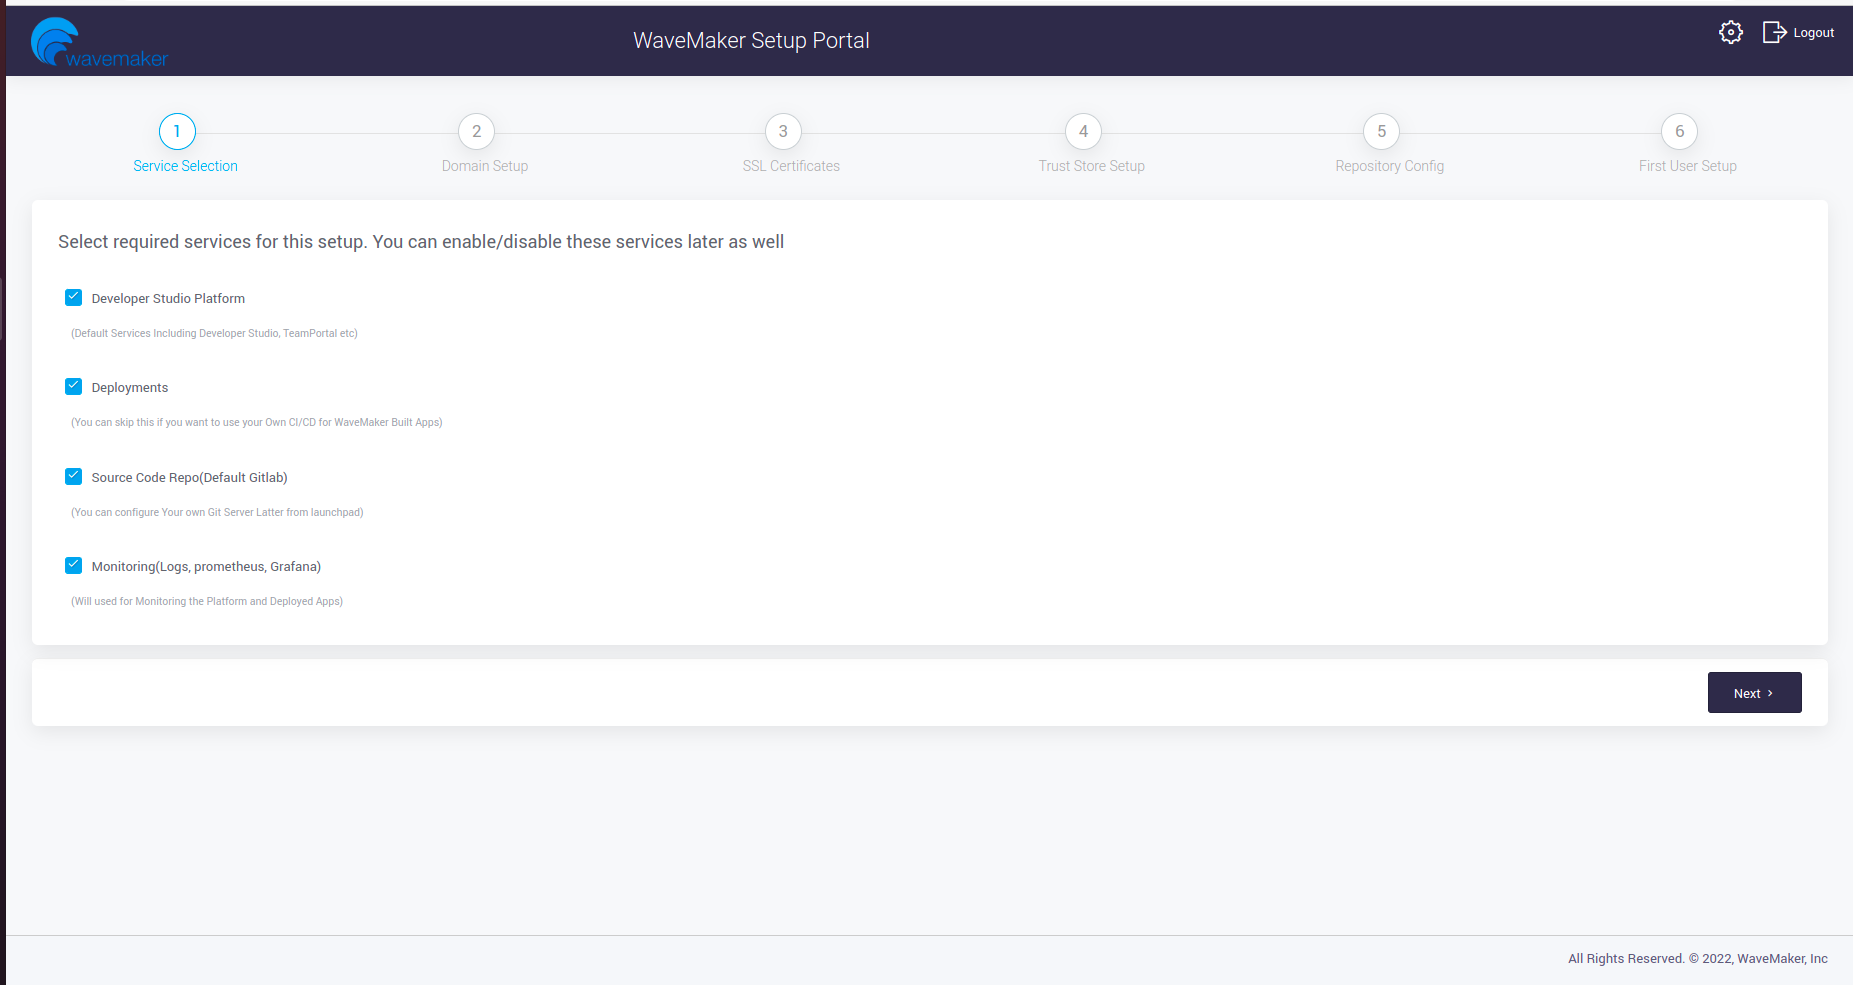 wavemaker
WaveMaker Setup Portal
Logout
1
2
3
4
5
6
Service Selection
Domain Setup
SSL Certificates
Trust Store Setup
Repository Config
First User Setup
Select required services for this setup. You can enable/disable these services later as well
Developer Studio Platform
(Default Services Including Developer Studio, TeamPortal etc)
Deployments
(You can skip this if you want to use your Own CI/CD for WaveMaker Built Apps)
Source Code Repo(Default Gitlab)
(You can configure Your own Git Server Latter from launchpad)
Monitoring(Logs, prometheus, Grafana)
(Will used for Monitoring the Platform and Deployed Apps)
Next
All Rights Reserved. © 2022, WaveMaker, Inc